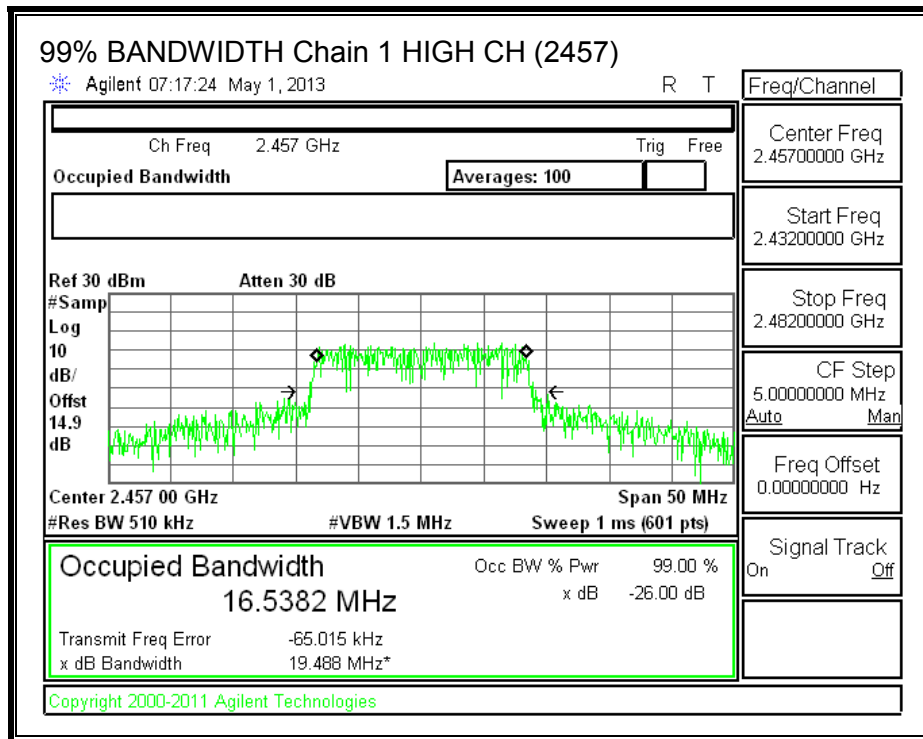 99% BANDWIDTH Chain 1 HIGH CH (2457)
Agilent 07:17:24 May 1, 2013 R T
Freq/Channel
Ch Freq 2.457 GHz Trig Free
Occupied Bandwidth Averages: 100
Center Freq
2.45700000 GHz
Start Freq
2.43200000 GHz
Stop Freq
2.48200000 GHz
CF Step
5.00000000 MHz
Auto Man
Freq Offset
0.00000000 Hz
Signal Track
On Off
Ref 30 dBm Atten 30 dB
#Samp
Log
10
dB/
Offst
14.9
dB
Center 2.457 00 GHz Span 50 MHz
#Res BW 510 kHz #VBW 1.5 MHz Sweep 1 ms (601 pts)
Occupied Bandwidth Occ BW % Pwr 99.00 %
16.5382 MHz x dB -26.00 dB
Transmit Freq Error -65.015 kHz
x dB Bandwidth 19.488 MHz*
Copyright 2000-2011 Agilent Technologies